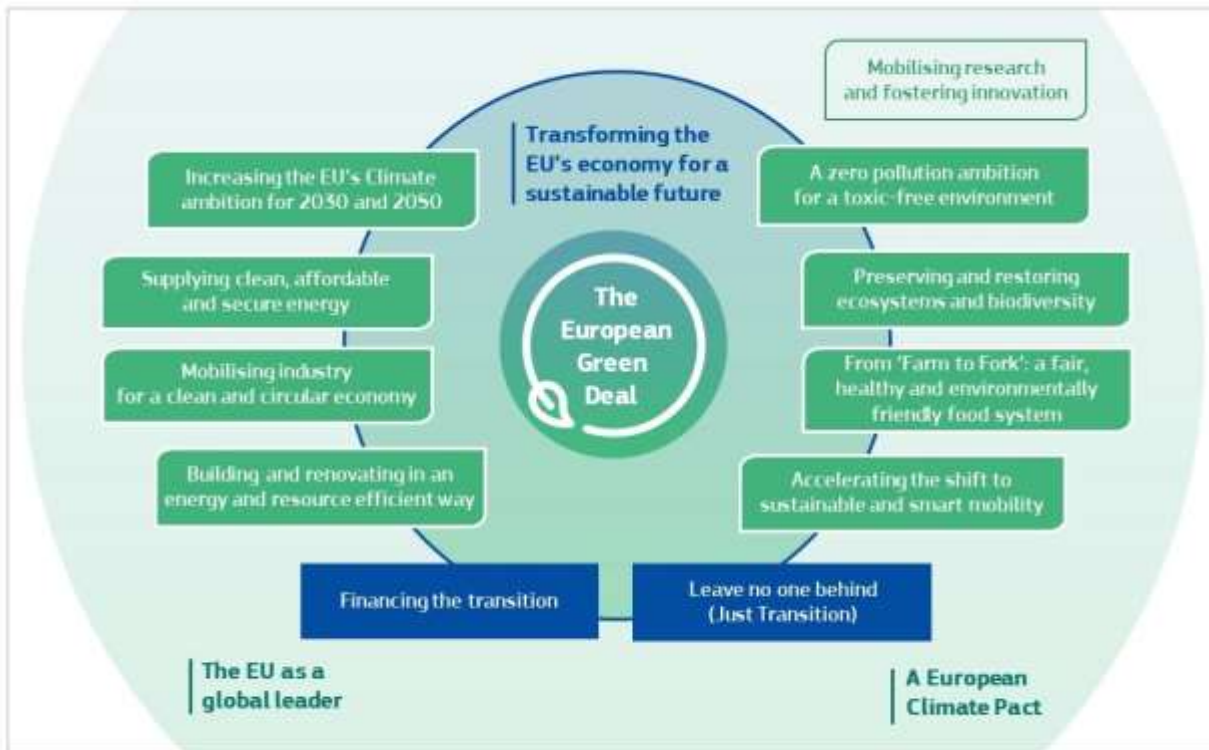 Mobilising research
and fostering innovation
Transforming the
EU's economy for a
sustainable future
Increasing the EU's Climate
ambition for 2030 and 2050
A zero pollution ambition
for a toxic-free environment
Supplying clean, affordable
and secure energy
Preserving and restoring
ecosystems and biodiversity
The
European
Green
Deal
Mobilising industry
for a clean and circular economy
From 'Farm to Fork': a fair,
healthy and environmentally
friendly food system
Building and renovating in an
energy and resource efficient way
Accelerating the shift to
sustainable and smart mobility
Financing the transition
Leave no one behind
(Just Transition)
The EU as a
global leader
A European
Climate Pact